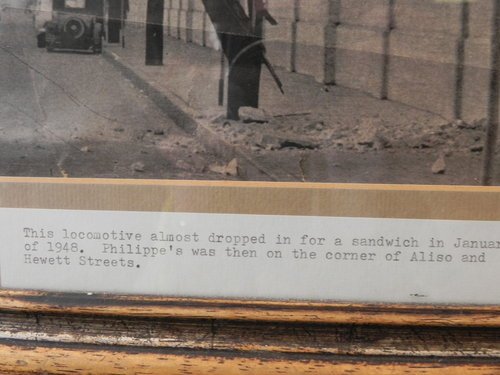 This locomotive almost dropped in for a sandwich in Januar
of 1948. Philippe's was then on the corner of Aliso and
Hewett Streets.